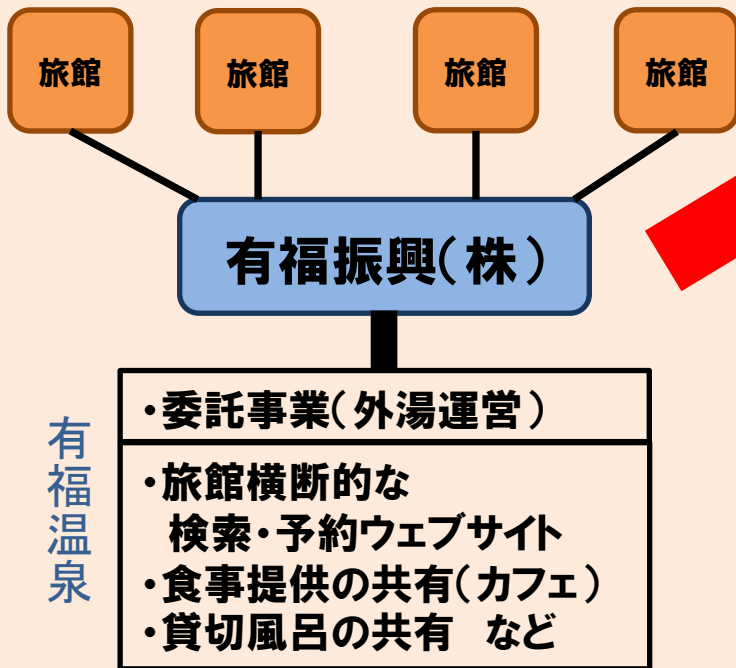 旅館
旅館
旅館
旅館
有福振興(株)
有福温泉
・委託事業(外湯運営)
・旅館横断的な
検索・予約ウェブサイト
・食事提供の共有(カフェ)
・貸切風呂の共有 など